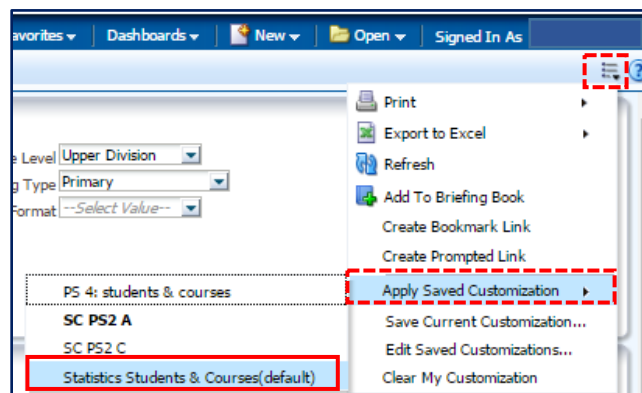 avorites Dashboards New Open Signed In As
Print
Export to Excel
e Level Upper Division
Refresh
g Type Primary
Format --Select Value--
Add To Briefing Book
Create Bookmark Link
Create Prompted Link
PS 4: students & courses
Apply Saved Customization
SC PS2 A
Save Current Customization...
SC PS2 C
Edit Saved Customizations...
Statistics Students & Courses(default)
Clear My Customization